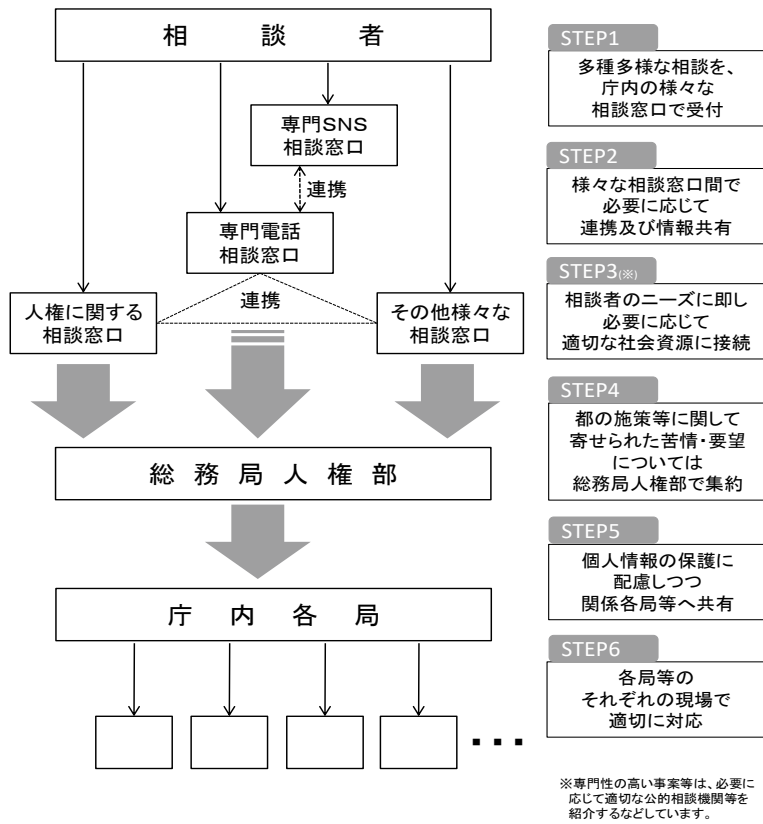 相談者
専門SNS
相談窓口
連携
専門電話
相談窓口
連携
人権に関する
相談窓口
その他様々な
相談窓口
総務局人権部
庁内各局
・・・
STEP1
多種多様な相談を、
庁内の様々な
相談窓口で受付
STEP2
様々な相談窓口間で
必要に応じて
連携及び情報共有
STEP3(※)
相談者のニーズに即し
必要に応じて
適切な社会資源に接続
STEP4
都の施策等に関して
寄せられた苦情・要望
については
総務局人権部で集約
STEP5
個人情報の保護に
配慮しつつ
関係各局等へ共有
STEP6
各局等の
それぞれの現場で
適切に対応
※専門性の高い事案等は、必要に
応じて適切な公的相談機関等を
紹介するなどしています。